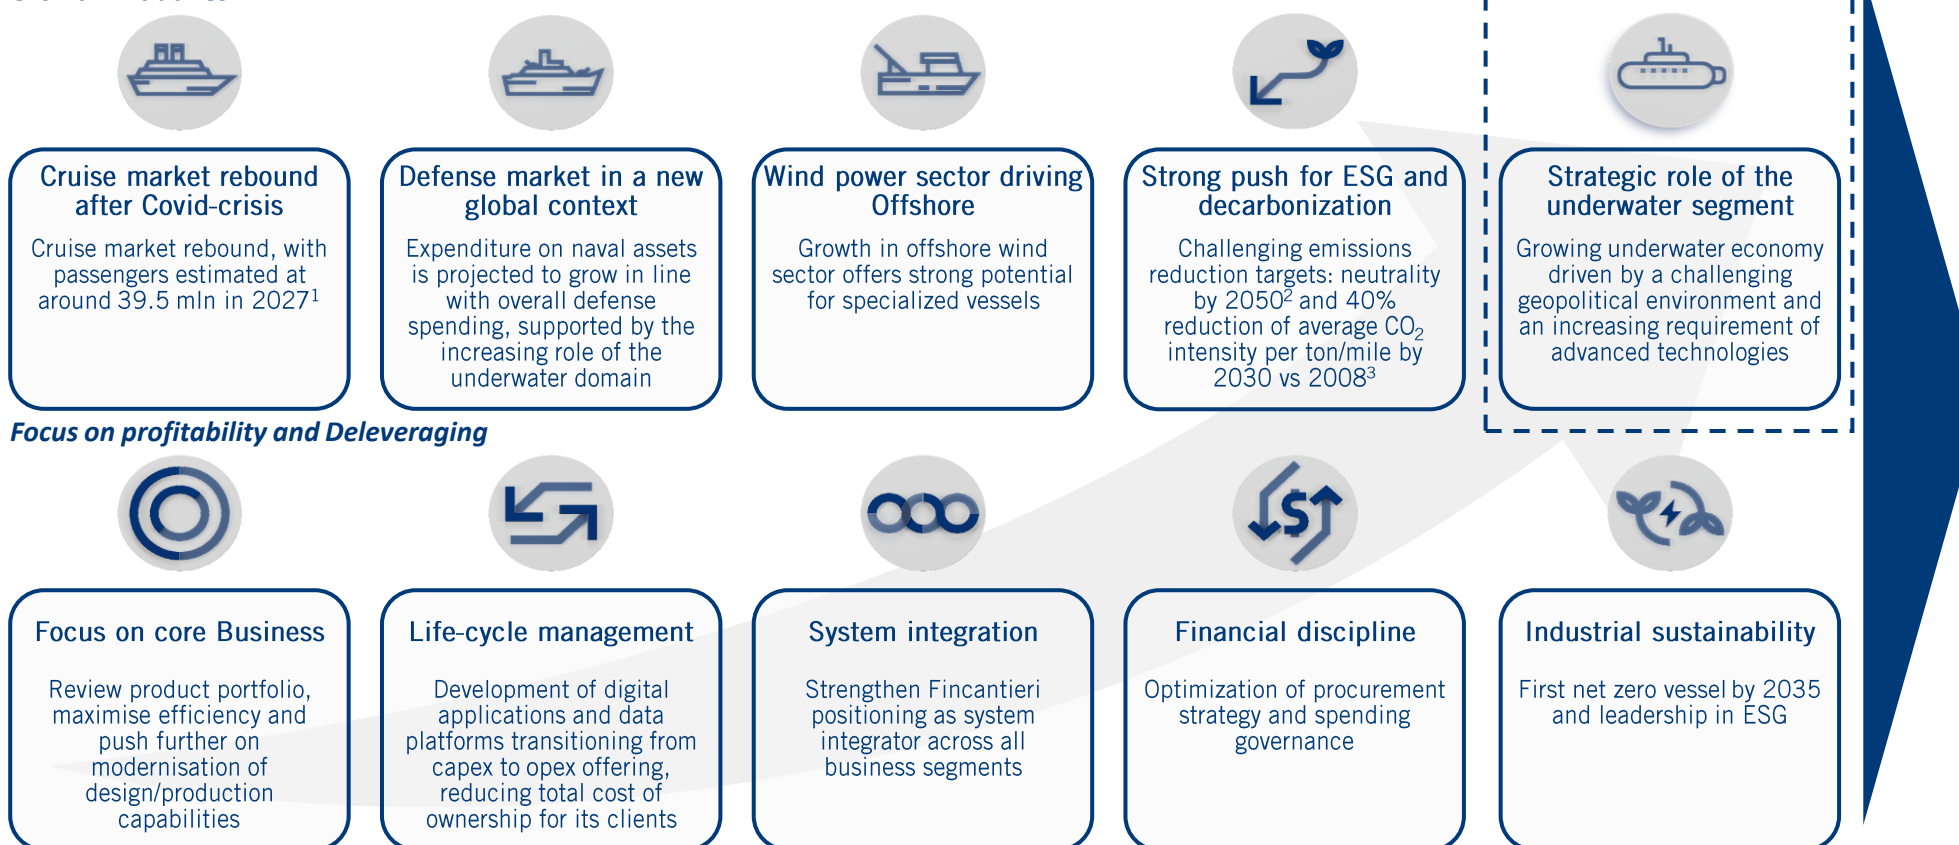 Cruise market rebound
after Covid-crisis
Cruise market rebound, with
passengers estimated at
around 39.5 mln in 2027¹
Defense market in a new
global context
Expenditure on naval assets
is projected to grow in line
with overall defense
spending, supported by the
increasing role of the
underwater domain
Wind power sector driving
Offshore
Growth in offshore wind
sector offers strong potential
for specialized vessels
Strong push for ESG and
decarbonization
Challenging emissions
reduction targets: neutrality
by 2050² and 40%
reduction of average CO₂
intensity per ton/mile by
2030 vs 2008³
Strategic role of the
underwater segment
Growing underwater economy
driven by a challenging
geopolitical environment and
an increasing requirement of
advanced technologies
Focus on profitability and Deleveraging
$
Focus on core Business
Review product portfolio,
maximise efficiency and
push further on
modernisation of
design/production
capabilities
Life-cycle management
Development of digital
applications and data
platforms transitioning from
capex to opex offering,
reducing total cost of
ownership for its clients
System integration
Strengthen Fincantieri
positioning as system
integrator across all
business segments
Financial discipline
Optimization of procurement
strategy and spending
governance
Industrial sustainability
First net zero vessel by 2035
and leadership in ESG